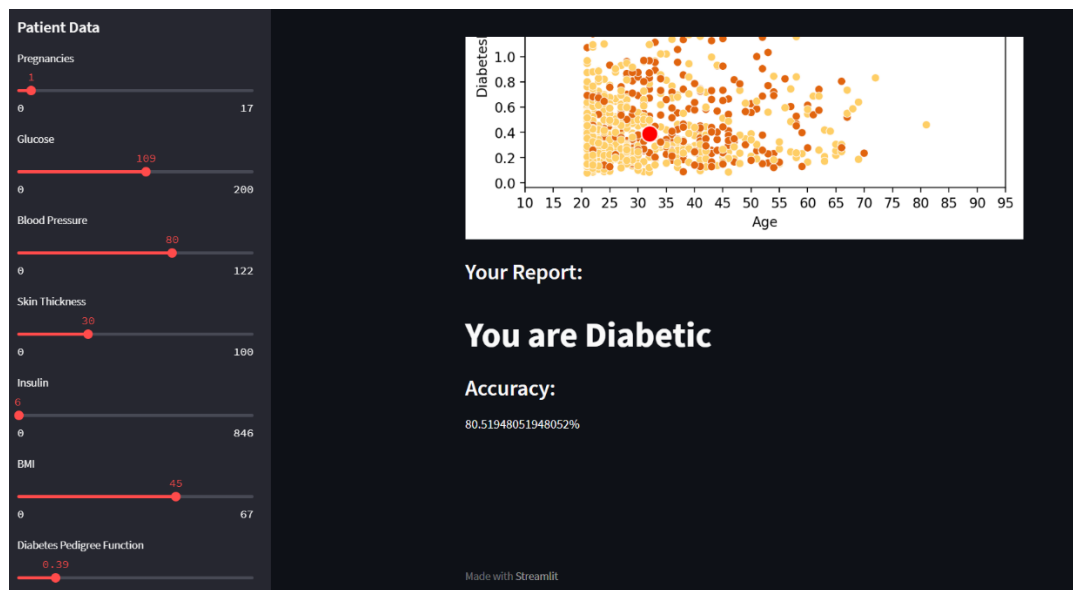 Patient Data
Pregnancies
1
0 17
Glucose
109
0 200
Blood Pressure
80
0 122
Skin Thickness
30
0 100
Insulin
6
0 846
BMI
45
0 67
Diabetes Pedigree Function
0.39
Diabetes
1.0
0.8
0.6
0.4
0.2
0.0
10 15 20 25 30 35 40 45 50 55 60 65 70 75 80 85 90 95
Age
Your Report:
You are Diabetic
Accuracy:
80.51948051948052%
Made with Streamlit